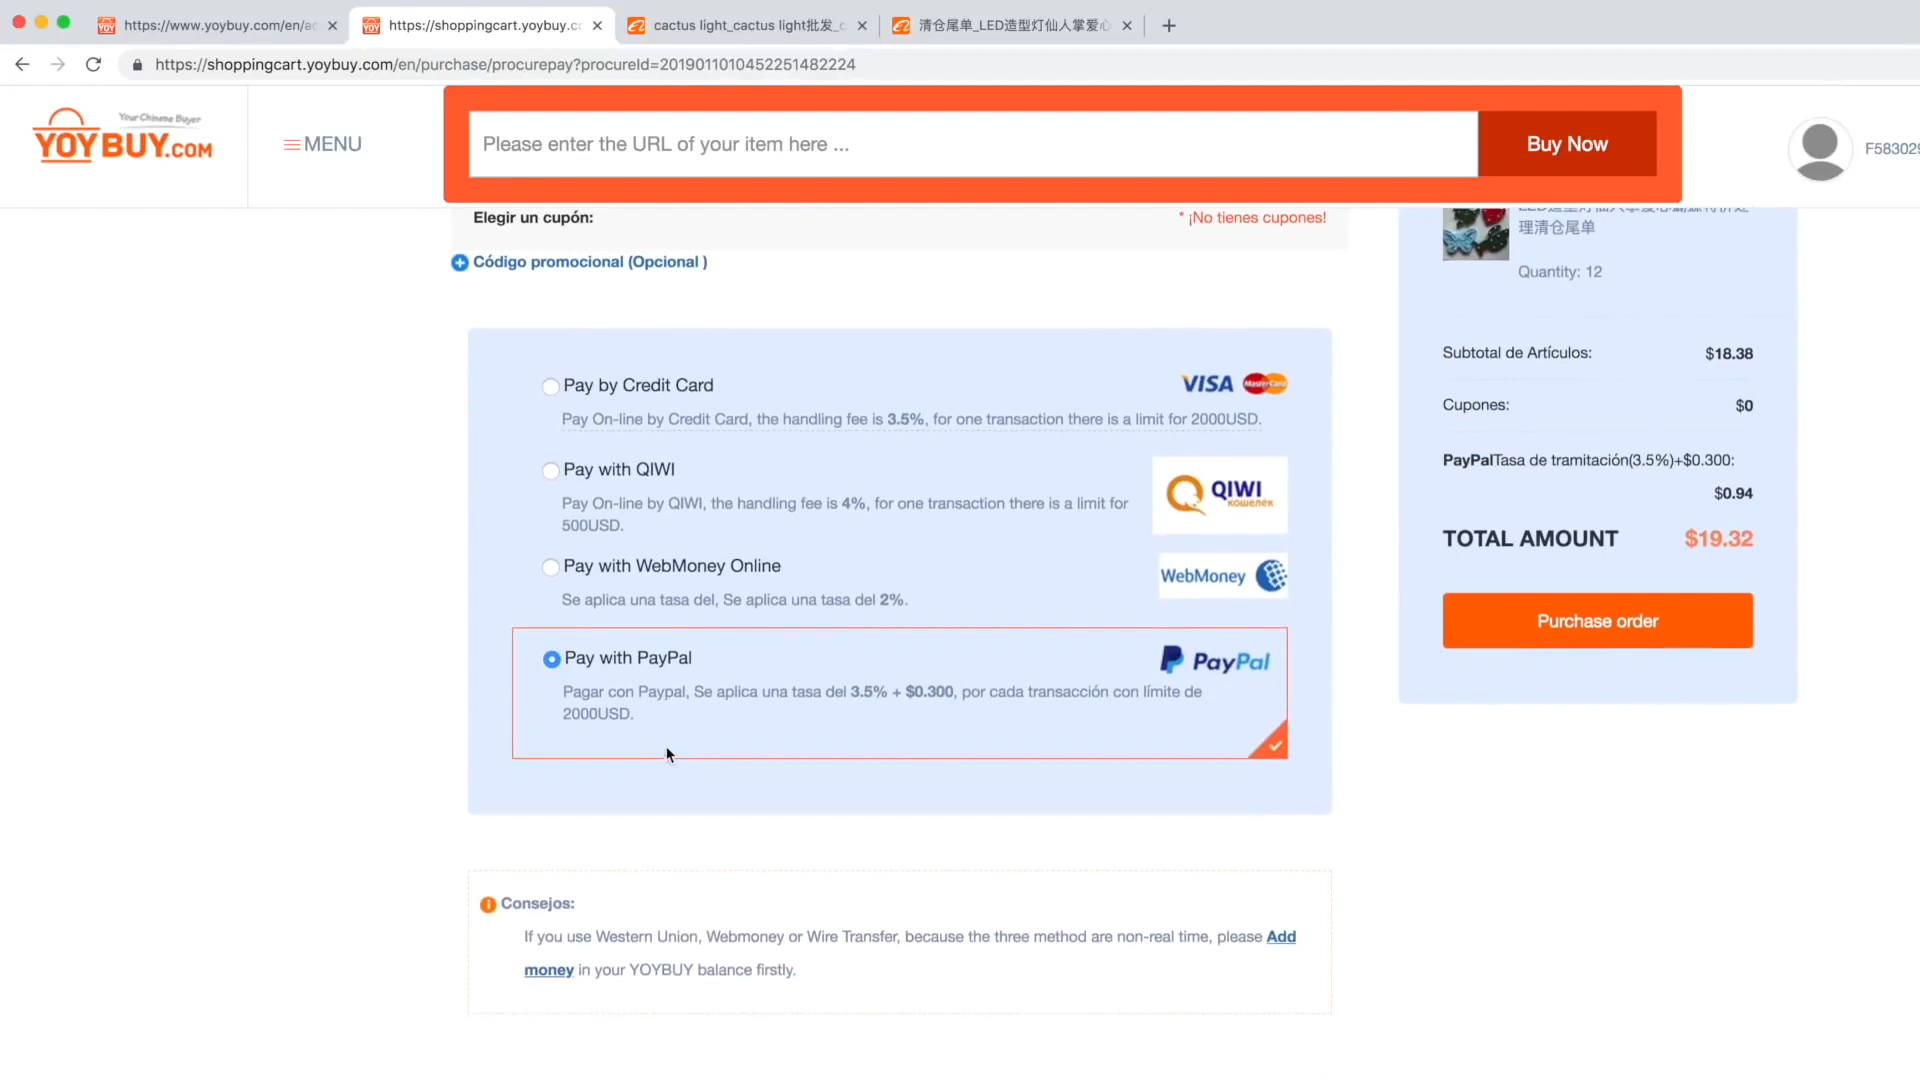 https://www.yoybuy.com/en/ac
https://shoppingcart.yoybuy.cc
cactus light_cactus light批发_c
清仓尾单_LED造型灯仙人掌爱心
https://shoppingcart.yoybuy.com/en/purchase/procurepay?procureId=2019011010452251482224
Your Chinese Buyer
YOYBUY.COM
MENU
Please enter the URL of your item here ...
Buy Now
F583029
Elegir un cupón:
* ¡No tienes cupones!
Código promocional (Opcional )
理清仓尾单
Quantity: 12
Pay by Credit Card
VISA MasterCard
Pay On-line by Credit Card, the handling fee is 3.5%, for one transaction there is a limit for 2000USD.
Pay with QIWI
QIWI
КОШЕЛЕК
Pay On-line by QIWI, the handling fee is 4%, for one transaction there is a limit for
500USD.
Pay with WebMoney Online
WebMoney
Se aplica una tasa del, Se aplica una tasa del 2%.
Pay with PayPal
PayPal
Pagar con Paypal, Se aplica una tasa del 3.5% + $0.300, por cada transacción con límite de
2000USD.
Subtotal de Artículos: $18.38
Cupones: $0
PayPalTasa de tramitación(3.5%)+$0.300:
$0.94
TOTAL AMOUNT $19.32
Purchase order
Consejos:
If you use Western Union, Webmoney or Wire Transfer, because the three method are non-real time, please Add
money in your YOYBUY balance firstly.